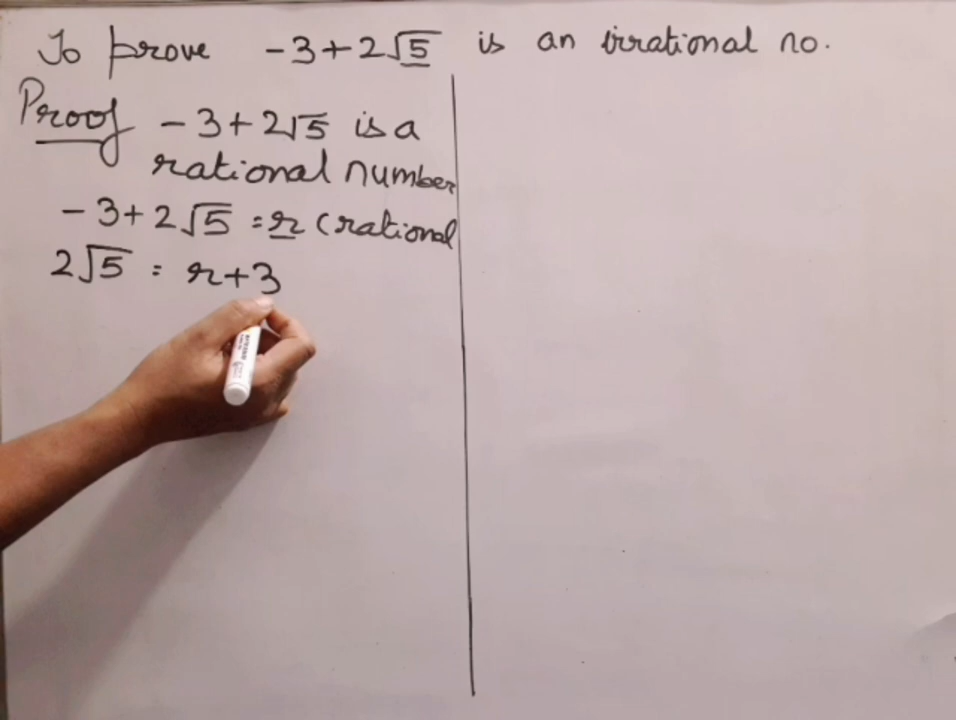 To prove -3+2√5 is an irrational no.
Proof -3+2√5 is a
rational number
-3+2√5 = r (rational
2√5 = r+3